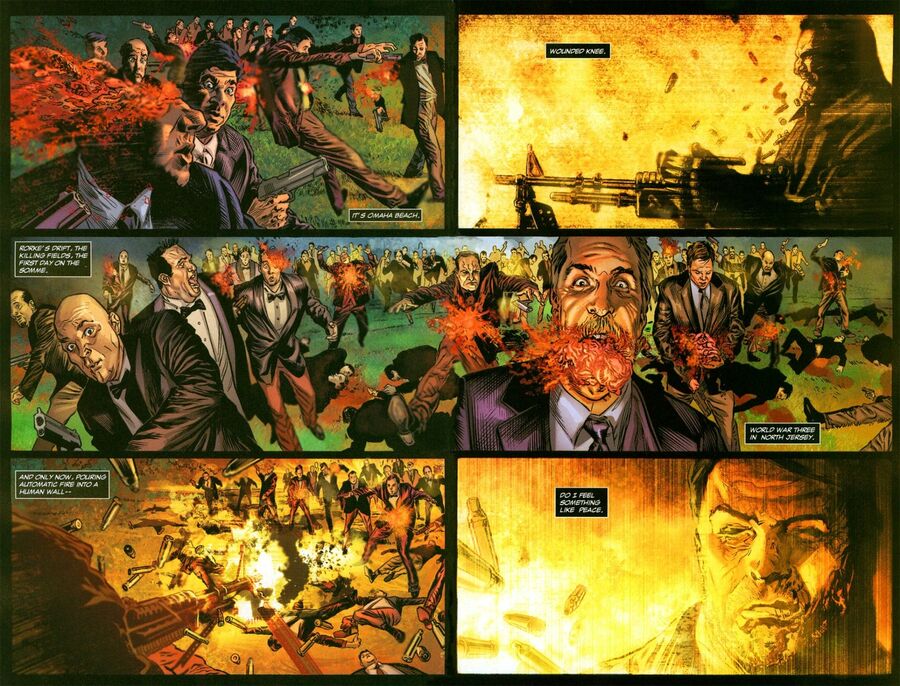 IT'S OMAHA BEACH.
WOUNDED KNEE.
RORKE'S DRIFT, THE
KILLING FIELDS, THE
FIRST DAY ON THE
SOMME.
WORLD WAR THREE
IN NORTH JERSEY.
AND ONLY NOW, POURING
AUTOMATIC FIRE INTO A
HUMAN WALL--
DO I FEEL
SOMETHING
LIKE PEACE.